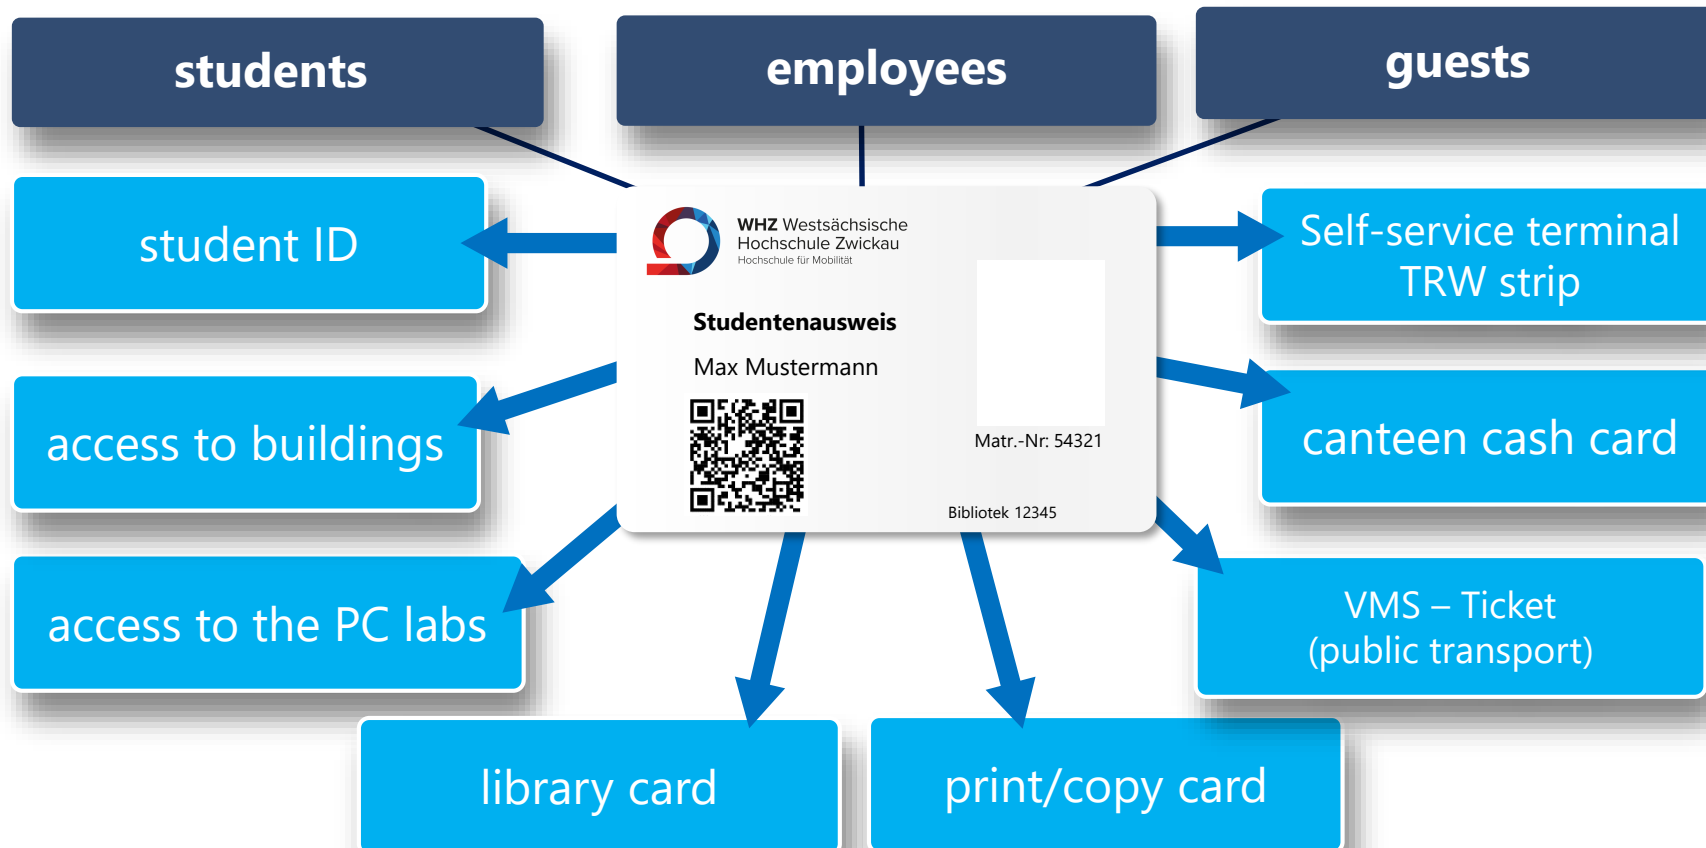 students
employees
guests
student ID
WHZ Westsächsische
Hochschule Zwickau
Hochschule für Mobilität
Self-service terminal
TRW strip
Studentenausweis
Max Mustermann
access to buildings
Matr.-Nr: 54321
canteen cash card
Bibliotek 12345
access to the PC labs
VMS – Ticket
(public transport)
library card
print/copy card